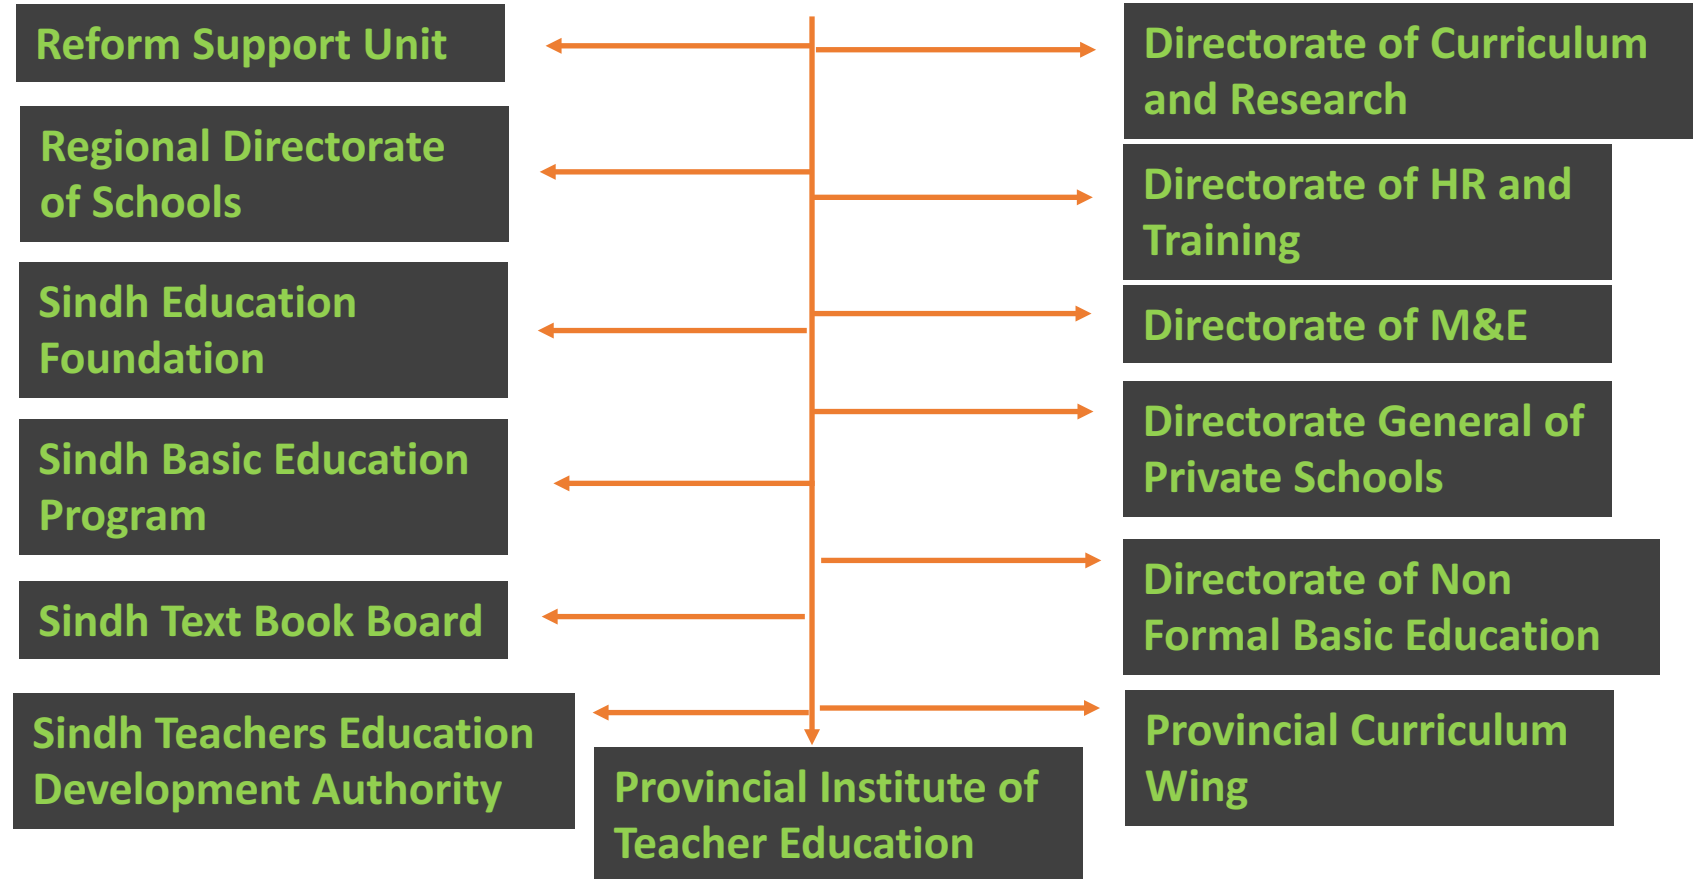 Reform Support Unit
Regional Directorate
of Schools
Sindh Education
Foundation
Sindh Basic Education
Program
Sindh Text Book Board
Sindh Teachers Education
Development Authority
Provincial Institute of
Teacher Education
Directorate of Curriculum
and Research
Directorate of HR and
Training
Directorate of M&E
Directorate General of
Private Schools
Directorate of Non
Formal Basic Education
Provincial Curriculum
Wing